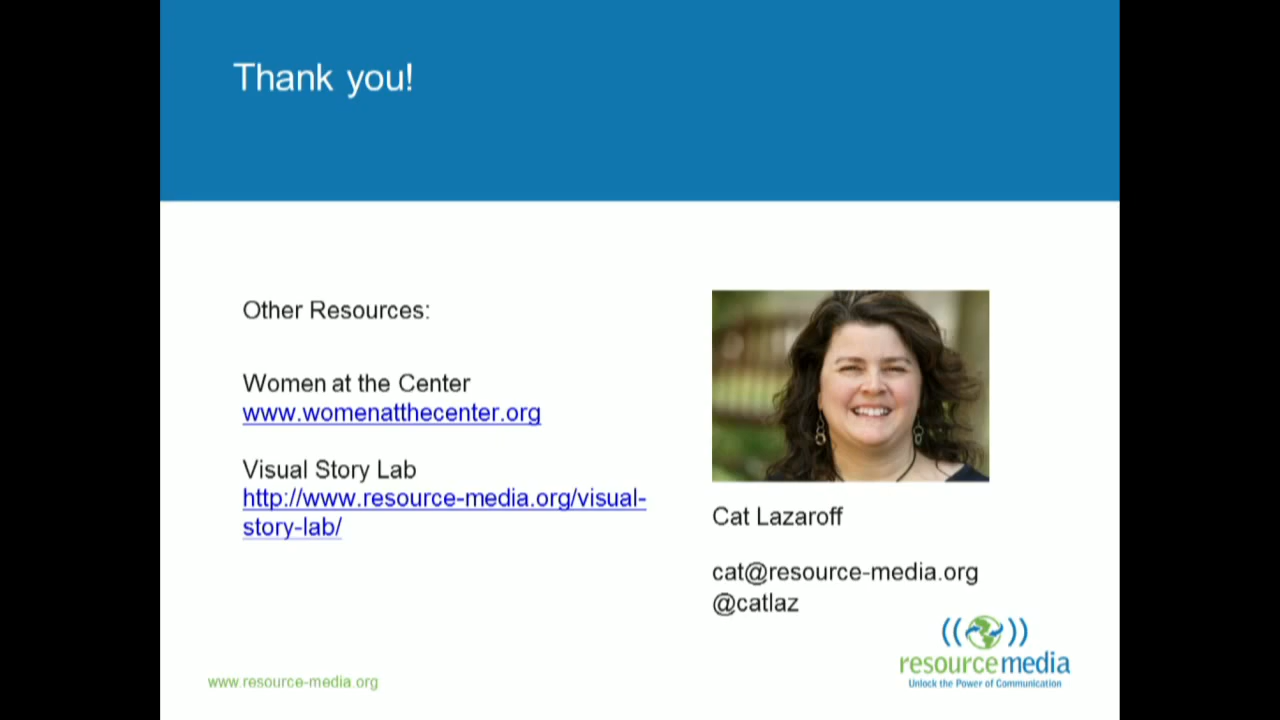 Thank you!
Other Resources:
Women at the Center
www.womenatthecenter.org
Visual Story Lab
http://www.resource-media.org/visual-
story-lab/
Cat Lazaroff
cat@resource-media.org
@catlaz
www.resource-media.org
resourcemedia
Unlock the Power of Communication